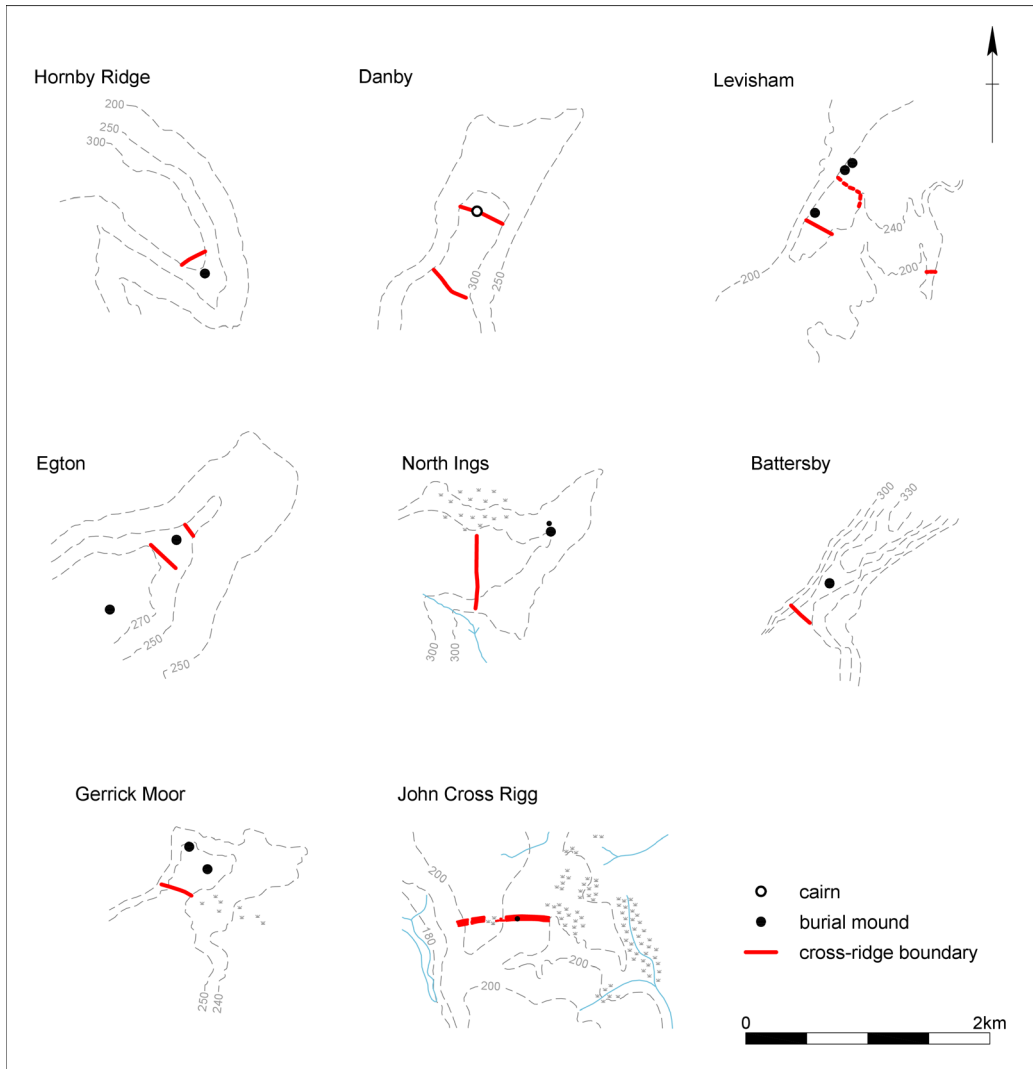 Hornby Ridge
Danby
Levisham
200
250
300
300
250
200
240
200
Egton
North Ings
Battersby
270
250
250
300
300
300
330
Gerrick Moor
John Cross Rigg
250
240
200
180
200
200
cairn
burial mound
cross-ridge boundary
0
2km